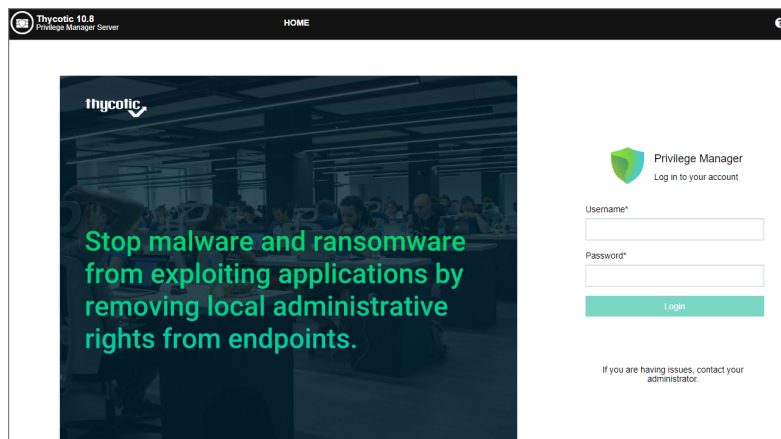 Thycotic 10.8
Privilege Manager Server
HOME
?
thycotic
Stop malware and ransomware
from exploiting applications by
removing local administrative
rights from endpoints.
Privilege Manager
Log in to your account
Username*
Password*
Login
If you are having issues, contact your
administrator.